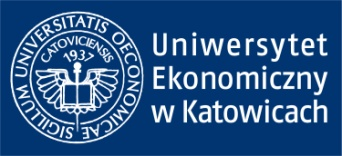 SIGILLUM UNIVERSITATIS OECONOMICAE
CATOVICIENSIS
1937
Uniwersytet
Ekonomiczny
w Katowicach